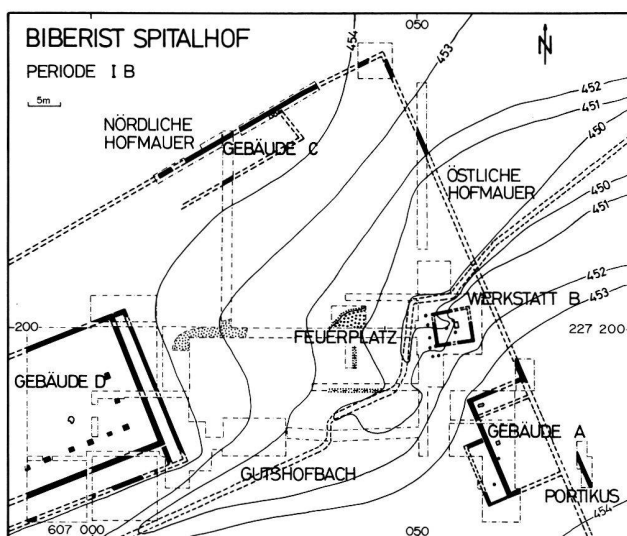 BIBERIST SPITALHOF
PERIODE I B
5m
050
N
454
453
452
451
450
450
451
452
453
NÖRDLICHE
HOFMAUER
GEBÄUDE C
ÖSTLICHE
HOFMAUER
WERKSTATT B
200
FEUERPLATZ
227 200
GEBÄUDE D
GEBÄUDE A
GUTSHOFBACH
PORTIKUS
607 000
050
454